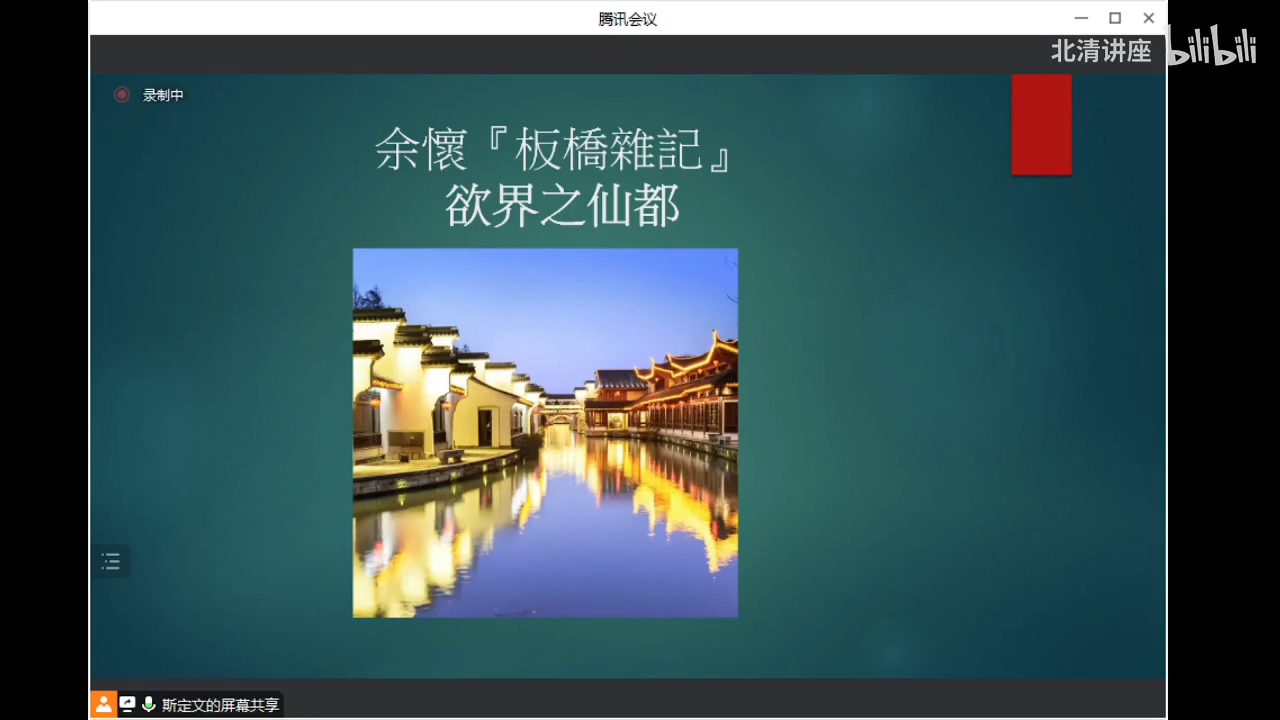 腾讯会议
北清讲座 bilibili
录制中
余懷『板橋雜記』
欲界之仙都
斯定文的屏幕共享